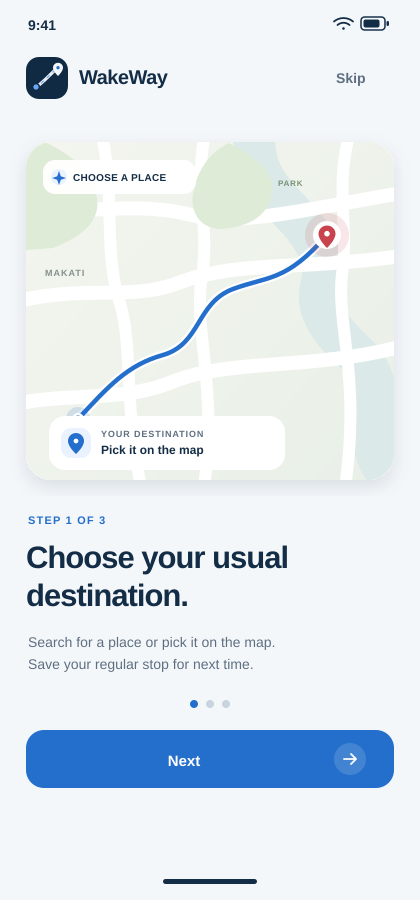 9:41
WakeWay
Skip
CHOOSE A PLACE
PARK
MAKATI
YOUR DESTINATION
Pick it on the map
STEP 1 OF 3
Choose your usual
destination.
Search for a place or pick it on the map.
Save your regular stop for next time.
Next